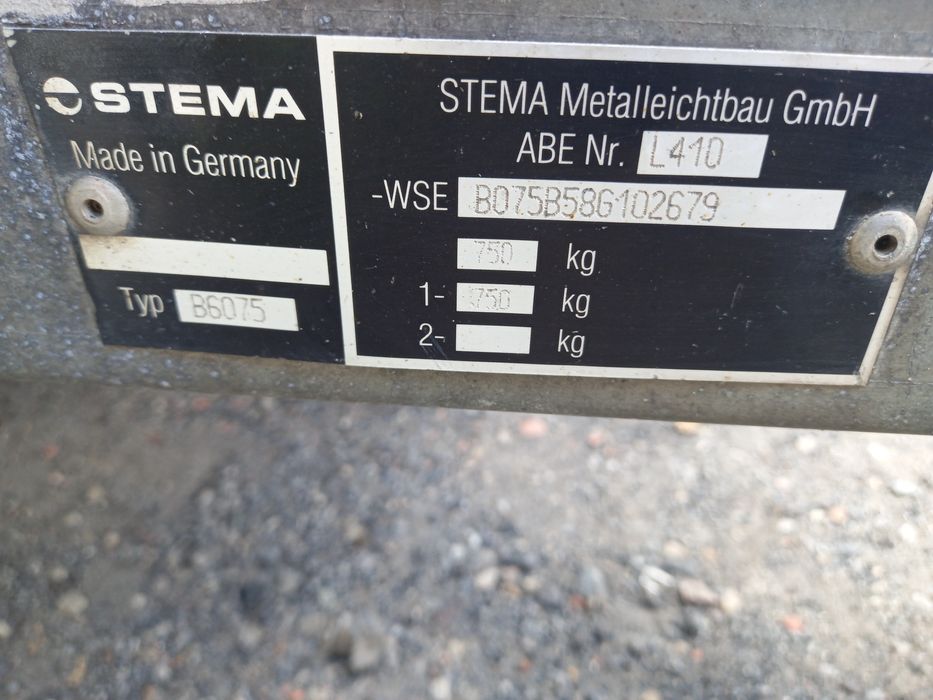 STEMA
Made in Germany
Typ B6075
STEMA Metalleichtbau GmbH
ABE Nr. L410
-WSE B075B586102679
750 kg
1- 750 kg
2- kg